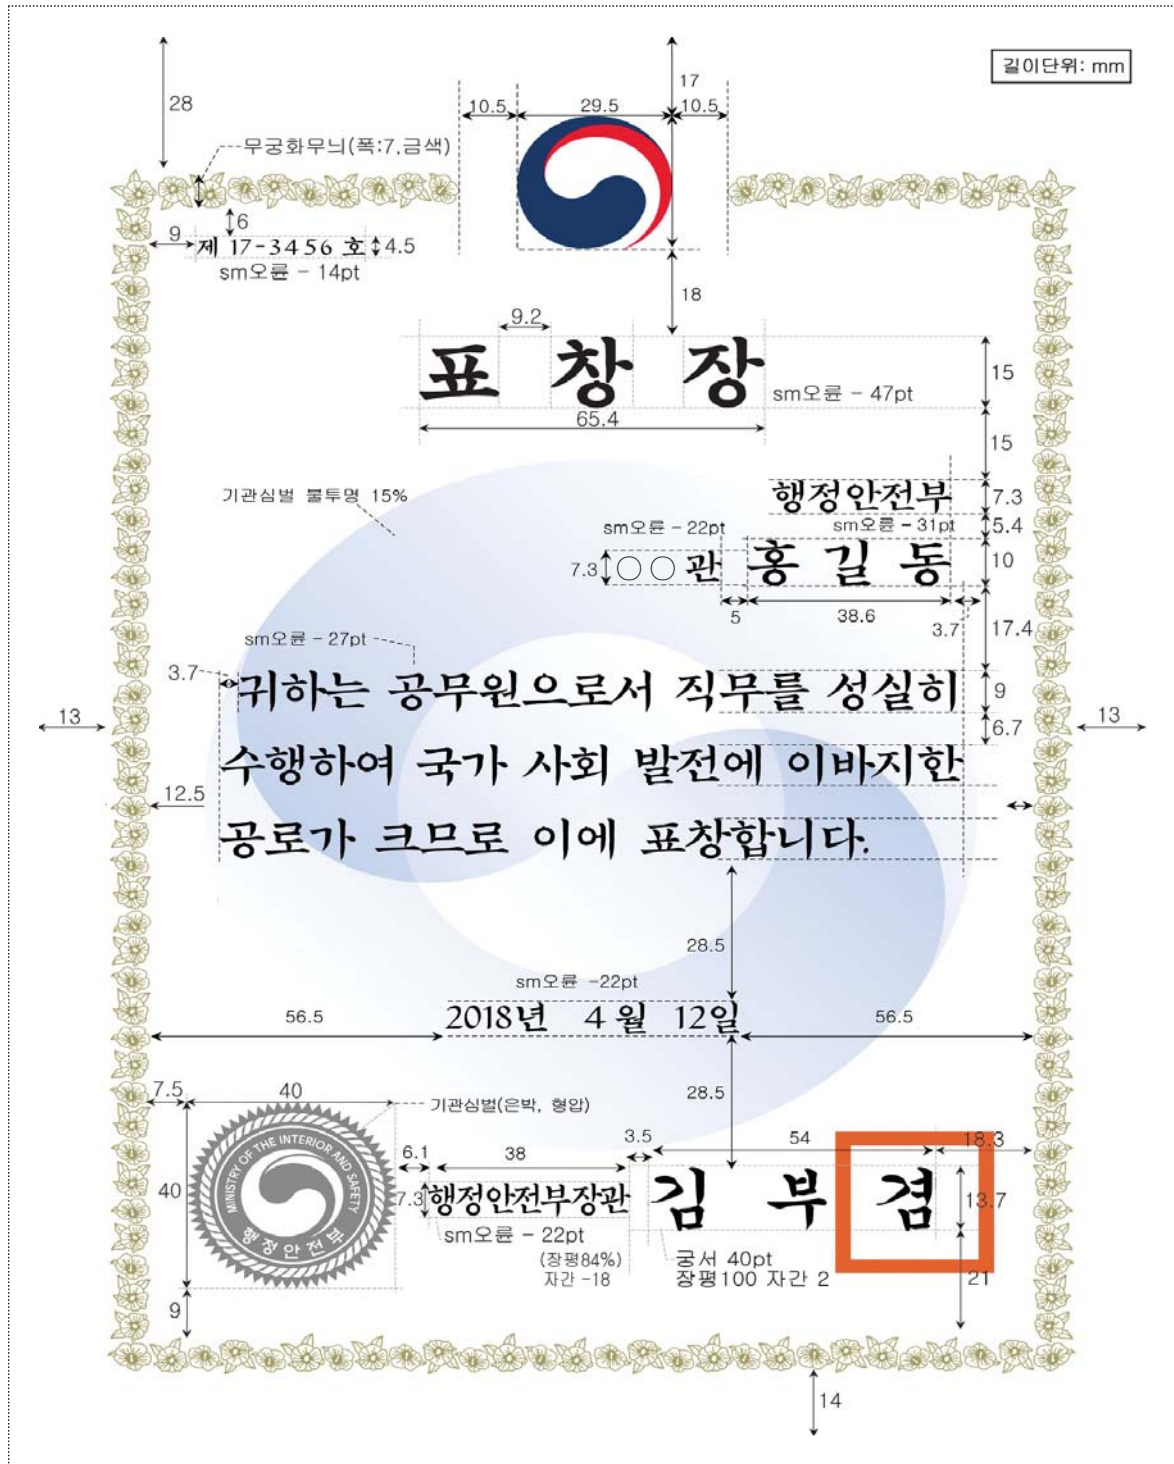 길이단위: mm
28
17
10.5 29.5 10.5
무궁화무늬(폭:7,금색)
6
9
제 17-3456 호 4.5
sm오륜 - 14pt
18
9.2
표 창 장
15
sm오륜 - 47pt
65.4
15
기관심벌 불투명 15%
행정안전부 7.3
sm오륜 - 22pt sm오륜 - 31pt 5.4
7.3 ○○관 홍 길 동 10
5 38.6 3.7 17.4
sm오륜 - 27pt
3.7
귀하는 공무원으로서 직무를 성실히 9
13 6.7 13
수행하여 국가 사회 발전에 이바지한
12.5
공로가 크므로 이에 표창합니다.
28.5
sm오륜 -22pt
56.5 2018년 4월 12일 56.5
7.5 40 28.5
기관심벌(은박, 형압)
MINISTRY OF THE INTERIOR AND SAFETY
행정안전부
40
6.1 38 3.5 54 18.3
7.3 행정안전부장관 김 부 겸 13.7
sm오륜 - 22pt
(장평84%)
자간 -18
궁서 40pt
장평100 자간 2
21
9
14